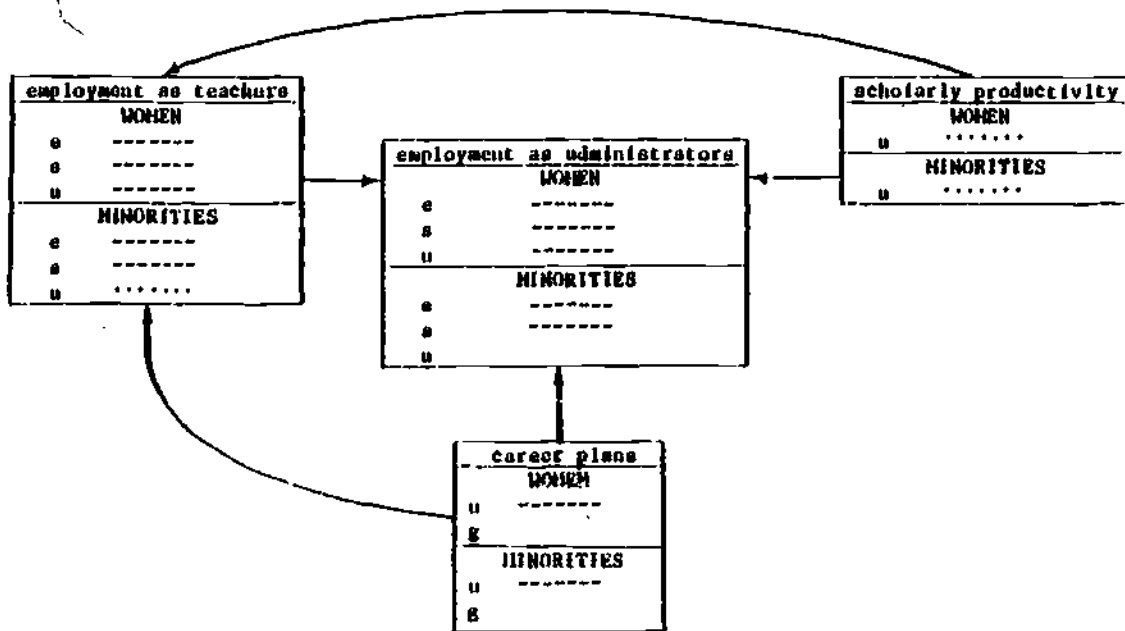 employment as teachers
WOMEN
e -------
s -------
u -------
MINORITIES
e -------
s -------
u .......
employment as administrators
WOMEN
e -------
s -------
u -------
MINORITIES
e -------
s -------
u
scholarly productivity
WOMEN
u .......
MINORITIES
u .......
career plans
WOMEN
u -------
g
MINORITIES
u -------
g